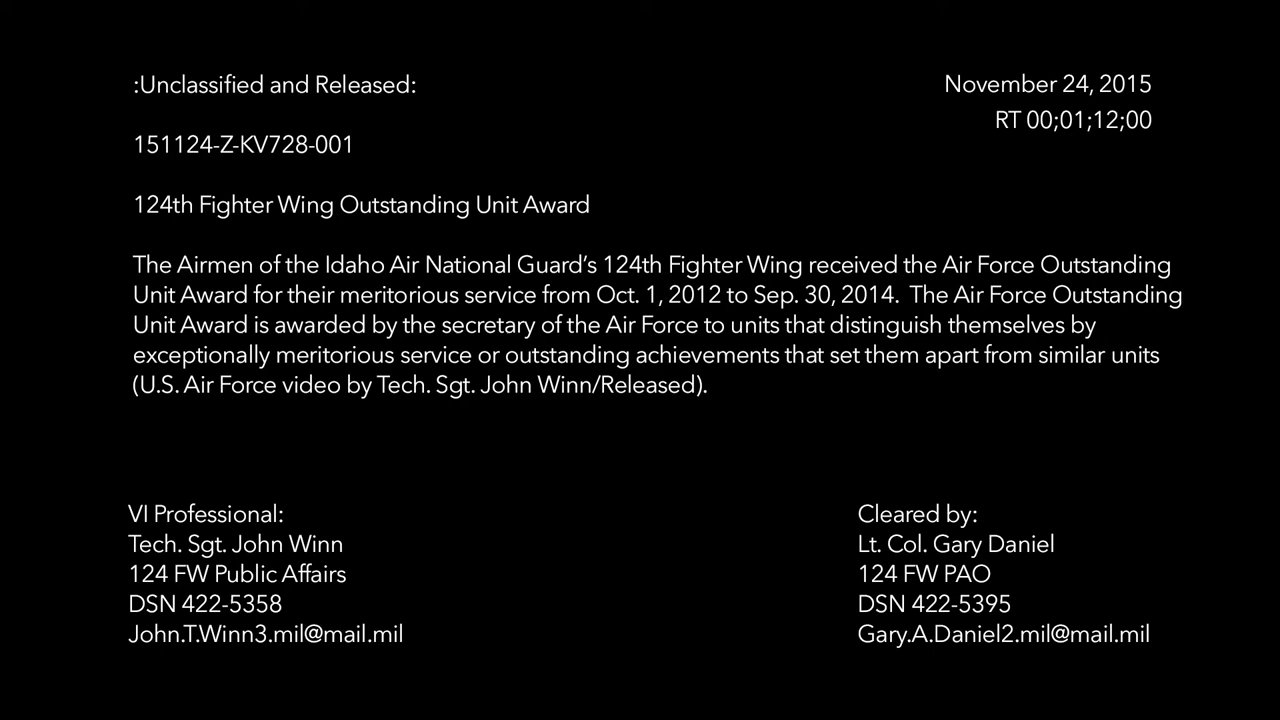 :Unclassified and Released:
November 24, 2015
RT 00;01;12;00
151124-Z-KV728-001
124th Fighter Wing Outstanding Unit Award
The Airmen of the Idaho Air National Guard’s 124th Fighter Wing received the Air Force Outstanding
Unit Award for their meritorious service from Oct. 1, 2012 to Sep. 30, 2014.  The Air Force Outstanding
Unit Award is awarded by the secretary of the Air Force to units that distinguish themselves by
exceptionally meritorious service or outstanding achievements that set them apart from similar units
(U.S. Air Force video by Tech. Sgt. John Winn/Released).
VI Professional:
Tech. Sgt. John Winn
124 FW Public Affairs
DSN 422-5358
John.T.Winn3.mil@mail.mil
Cleared by:
Lt. Col. Gary Daniel
124 FW PAO
DSN 422-5395
Gary.A.Daniel2.mil@mail.mil